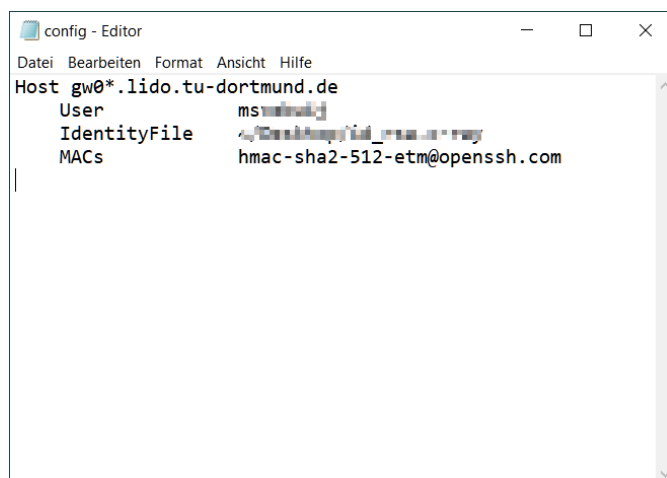 config - Editor
Datei Bearbeiten Format Ansicht Hilfe
Host gw0*.lido.tu-dortmund.de
User
IdentityFile
MACs hmac-sha2-512-etm@openssh.com